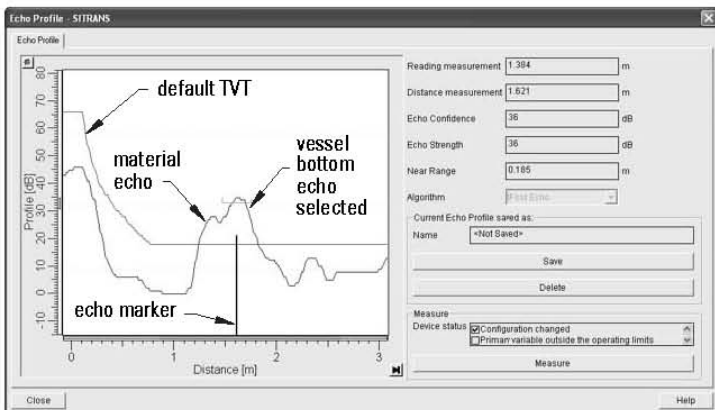 Echo Profile - SITRANS
Echo Profile
Profile [dB]
80
70
60
50
40
30
20
10
0
-10
default TVT
material
echo
vessel
bottom
echo
selected
echo marker
0
1
2
3
Distance [m]
Reading measurement 1.384 m
Distance measurement 1.621 m
Echo Confidence 36 dB
Echo Strength 36 dB
Near Range 0.185 m
Algorithm First Echo
Current Echo Profile saved as:
Name <Not Saved>
Save
Delete
Measure
Device status Configuration changed
Priman variable outside the operating limits
Measure
Close
Help